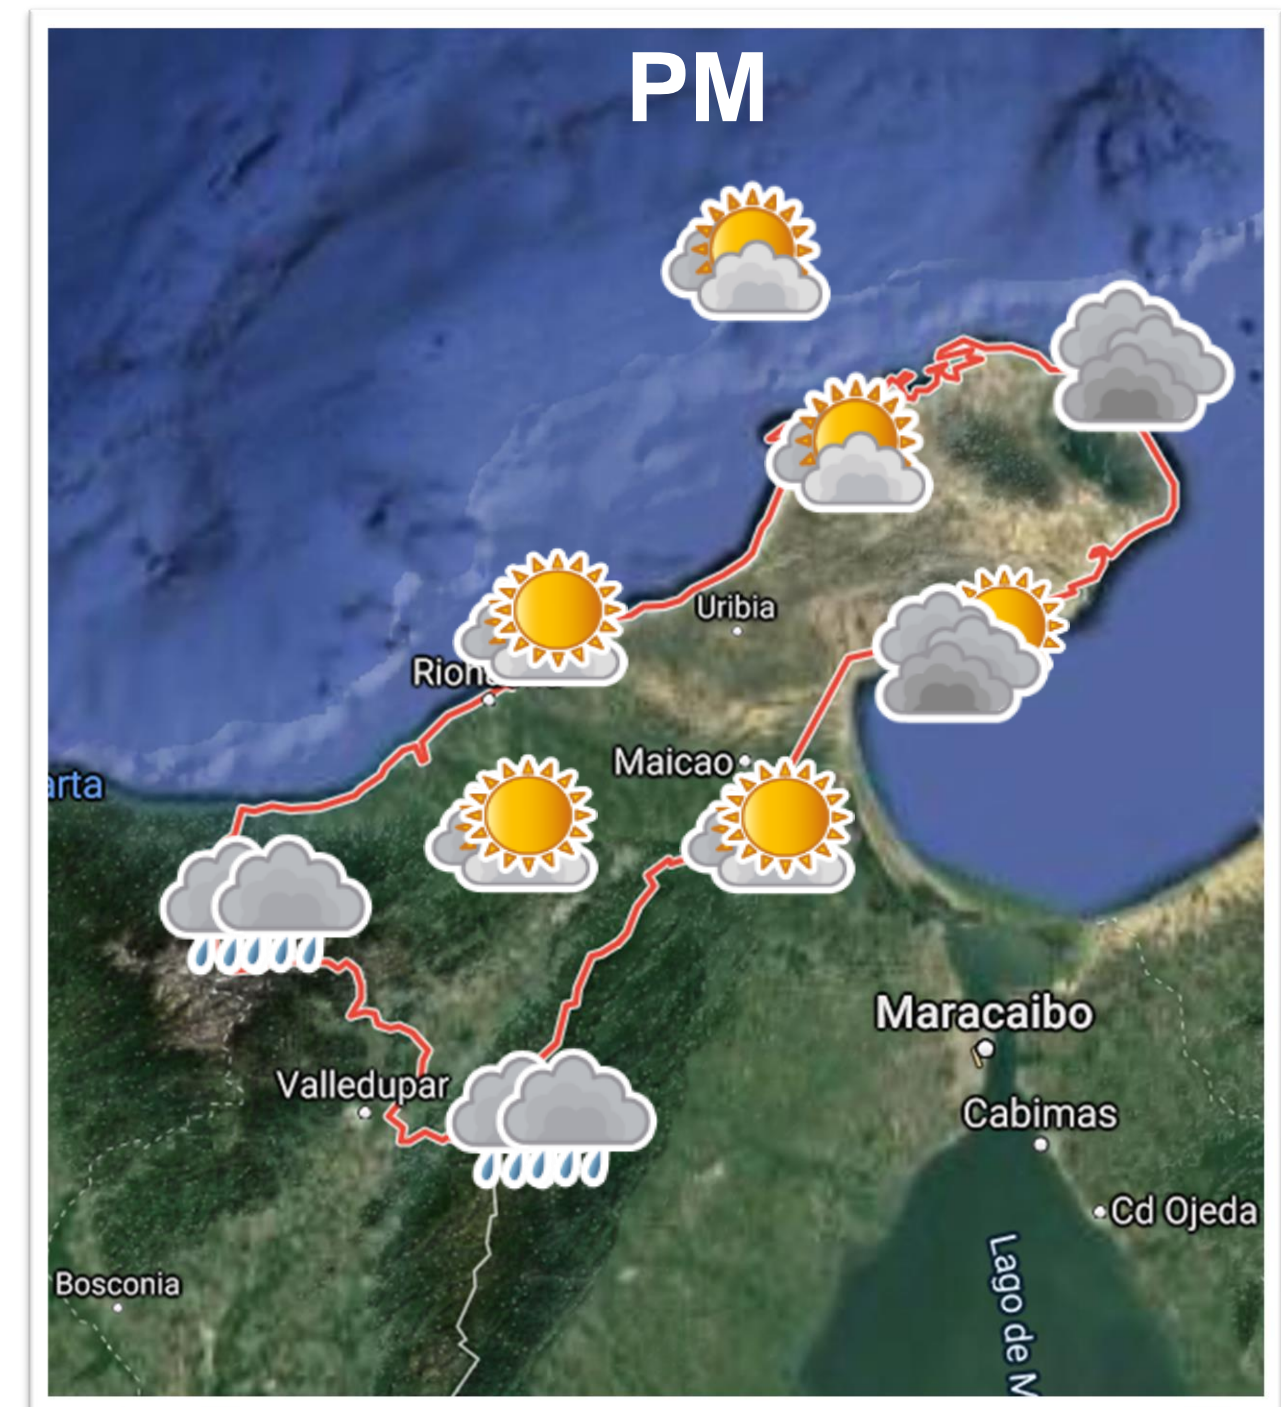 PM
Uribia
Maicao
arta
Maracaibo
Valledupar
Cabimas
Cd Ojeda
Lago de M
Bosconia